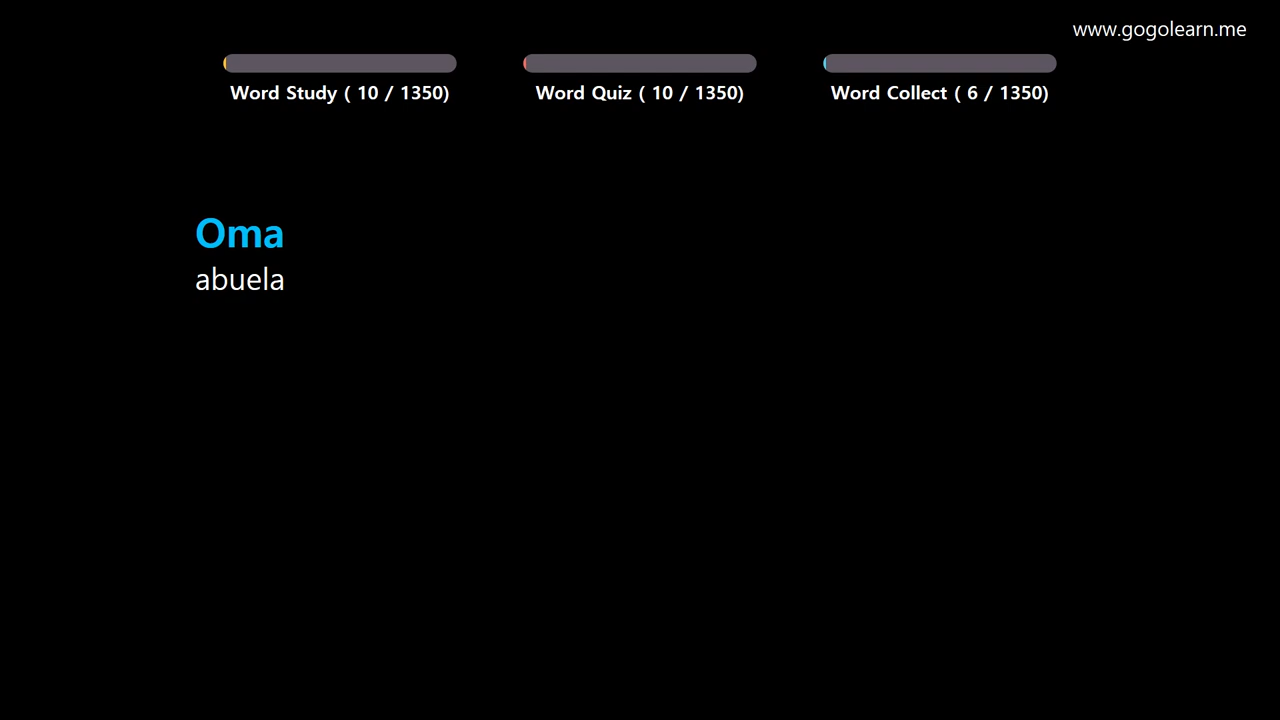 www.gogolearn.me
Word Study ( 10 / 1350)
Word Quiz ( 10 / 1350)
Word Collect ( 6 / 1350)
Oma
abuela